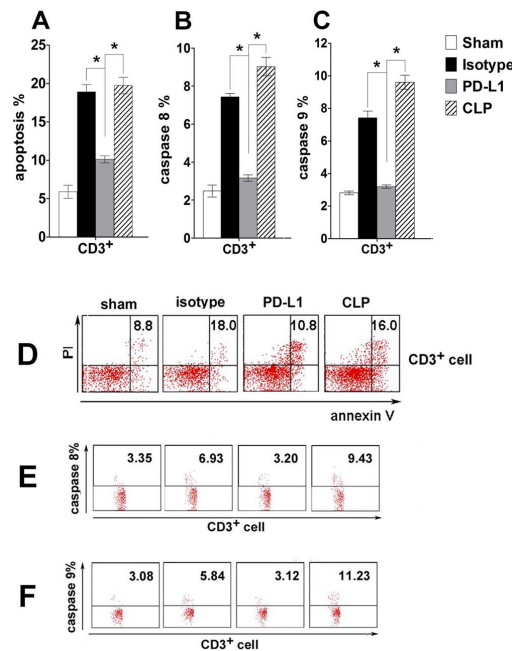 A
B
C
25
20
15
10
5
0
apoptosis %
* *
CD3+
10
8
6
4
2
0
caspase 8 %
* *
CD3+
12
10
8
6
4
2
0
caspase 9 %
* *
CD3+
Sham
Isotype
PD-L1
CLP
D
sham isotype PD-L1 CLP
8.8 18.0 10.8 16.0
PI
CD3+ cell
annexin V
E
caspase 8%
3.35 6.93 3.20 9.43
CD3+ cell
F
caspase 9%
3.08 5.84 3.12 11.23
CD3+ cell